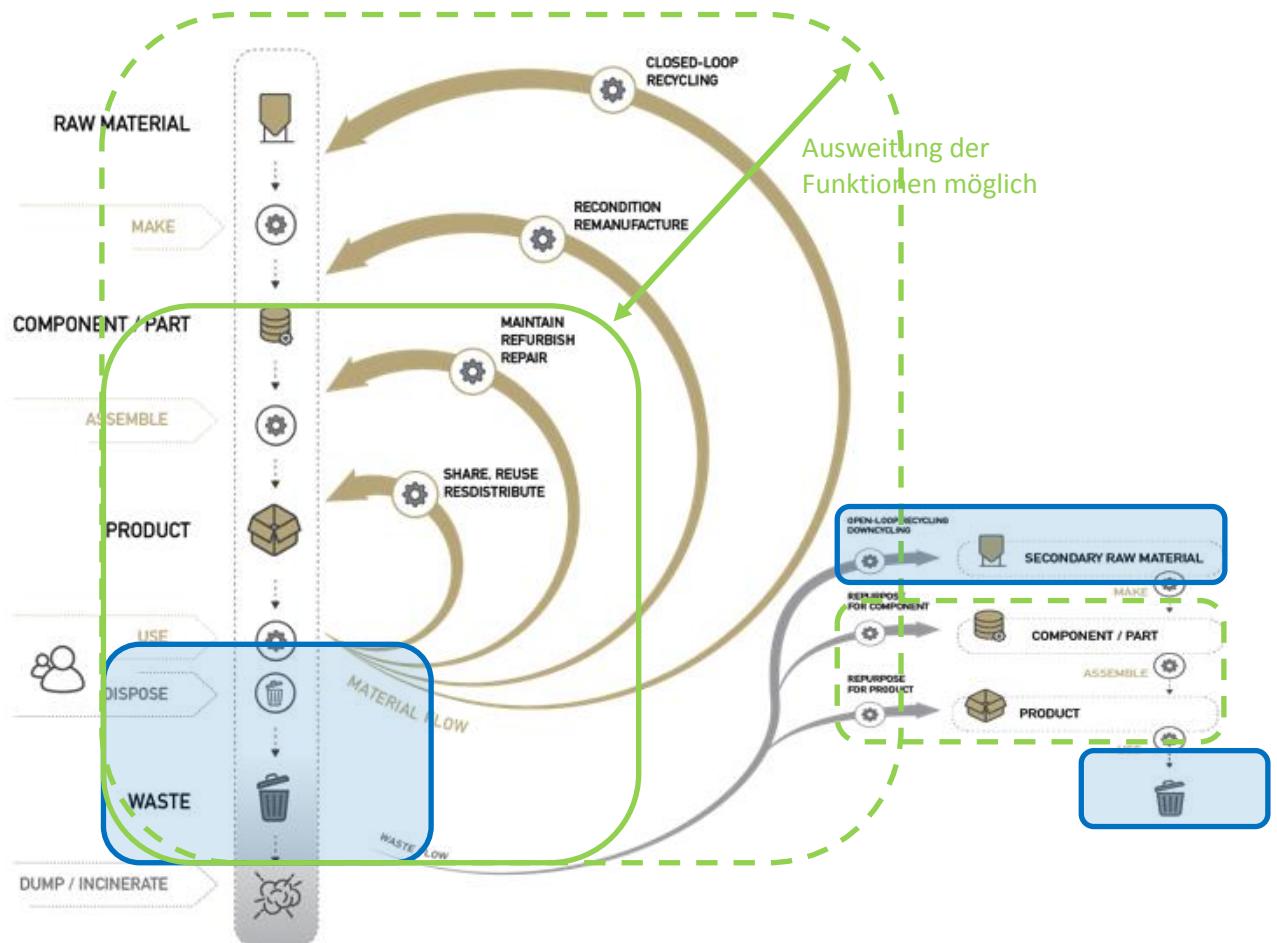 CLOSED-LOOP
RECYCLING
RAW MATERIAL
Ausweitung der
Funktionen möglich
MAKE
RECONDITION
REMANUFACTURE
COMPONENT / PART
MAINTAIN
REFURBISH
REPAIR
ASSEMBLE
SHARE, REUSE
RESDISTRIBUTE
PRODUCT
USE
DISPOSE
MATERIAL FLOW
WASTE
WASTE FLOW
DUMP / INCINERATE
OPEN-LOOP RECYCLING
DOWNCYCLING
SECONDARY RAW MATERIAL
MAKE
REPURPOSE
FOR COMPONENT
COMPONENT / PART
ASSEMBLE
REPURPOSE
FOR PRODUCT
PRODUCT
USE